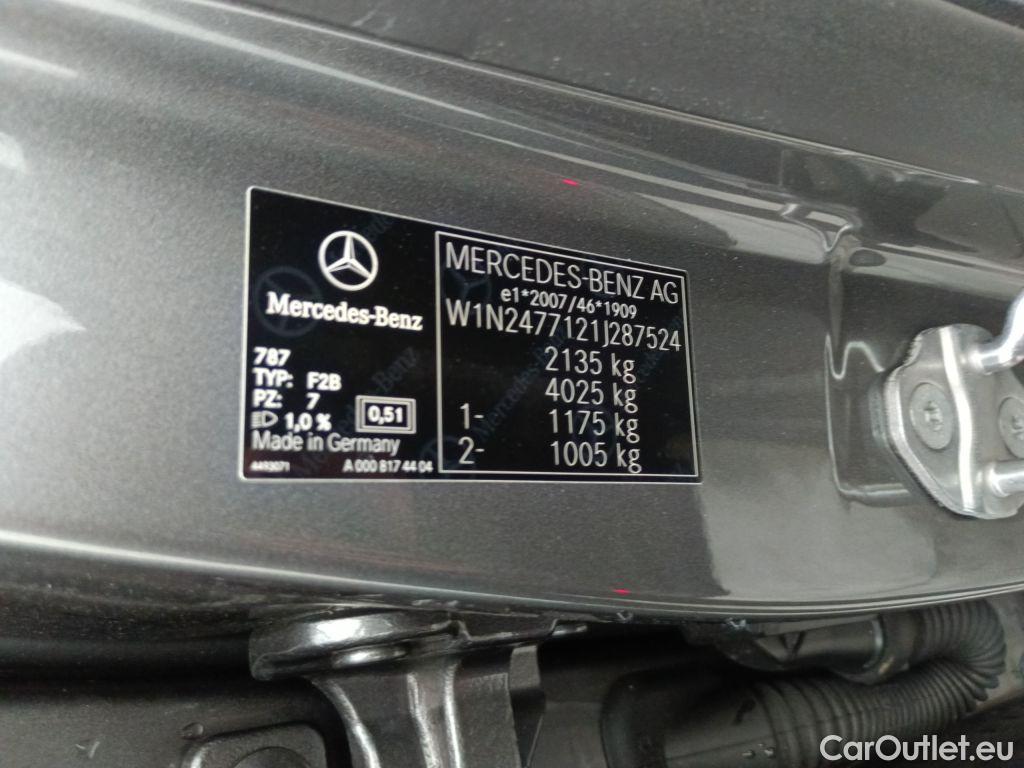 Mercedes-Benz
787
TYP: F2B
PZ: 7
1,0 % 0,51
Made in Germany
4493071 A 000 817 44 04
MERCEDES-BENZ AG
e1*2007/46*1909
W1N2477121J287524
2135 kg
4025 kg
1- 1175 kg
2- 1005 kg
CarOutlet.eu